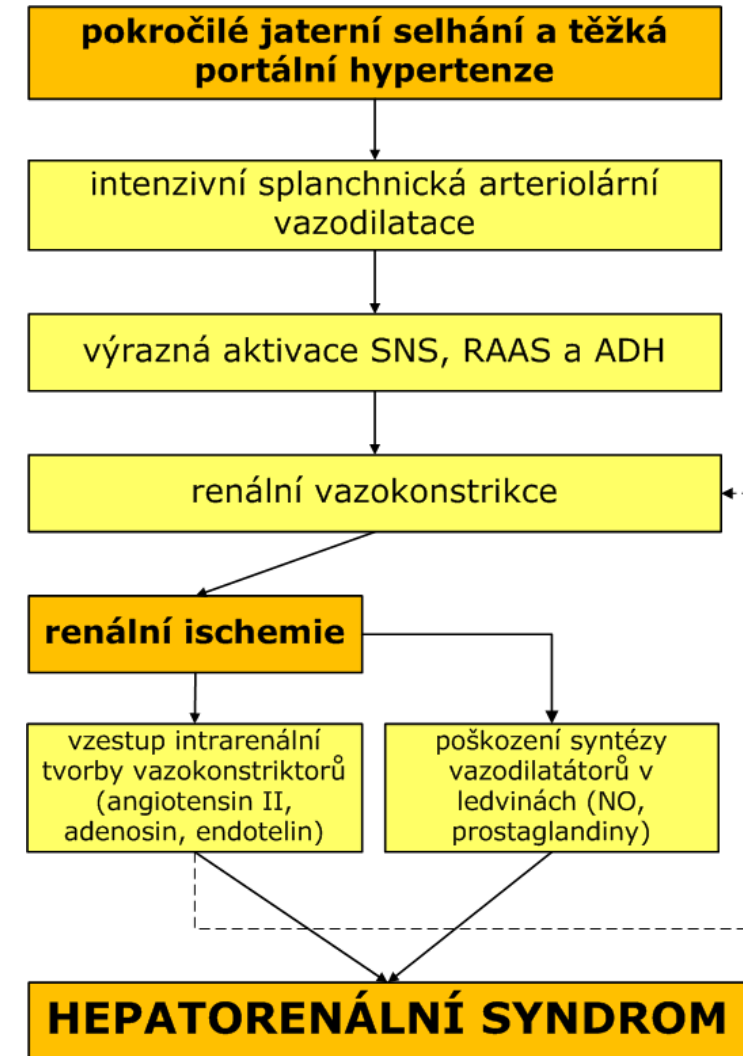 pokročilé jaterní selhání a těžká
portální hypertenze
intenzivní splanchnická arteriolární
vazodilatace
výrazná aktivace SNS, RAAS a ADH
renální vazokonstrikce
renální ischemie
vzestup intrarenální
tvorby vazokonstriktorů
(angiotensin II,
adenosin, endotelin)
poškození syntézy
vazodilatátorů v
ledvinách (NO,
prostaglandiny)
HEPATORENÁLNÍ SYNDROM